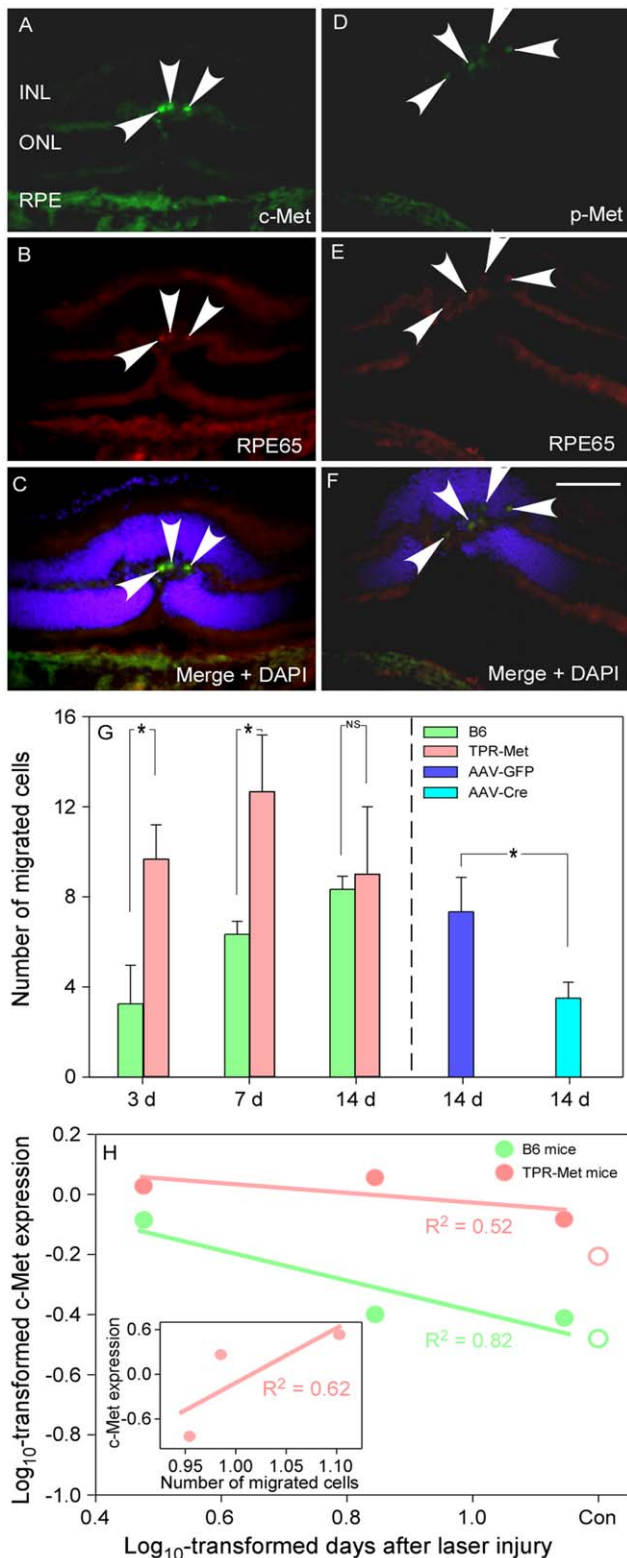 A
D
INL
ONL
RPE
c-Met
p-Met
B
E
RPE65
RPE65
C
F
Merge + DAPI
Merge + DAPI
G
16
12
8
4
0
Number of migrated cells
*
*
NS
*
B6
TPR-Met
AAV-GFP
AAV-Cre
3 d
7 d
14 d
14 d
14 d
H
0.2
0.0
-0.2
-0.4
-0.6
-0.8
-1.0
Log₁₀-transformed c-Met expression
B6 mice
TPR-Met mice
R² = 0.52
R² = 0.82
0.6
0.0
-0.6
c-Met expression
R² = 0.62
0.95 1.00 1.05 1.10
Number of migrated cells
0.4 0.6 0.8 1.0 Con
Log₁₀-transformed days after laser injury